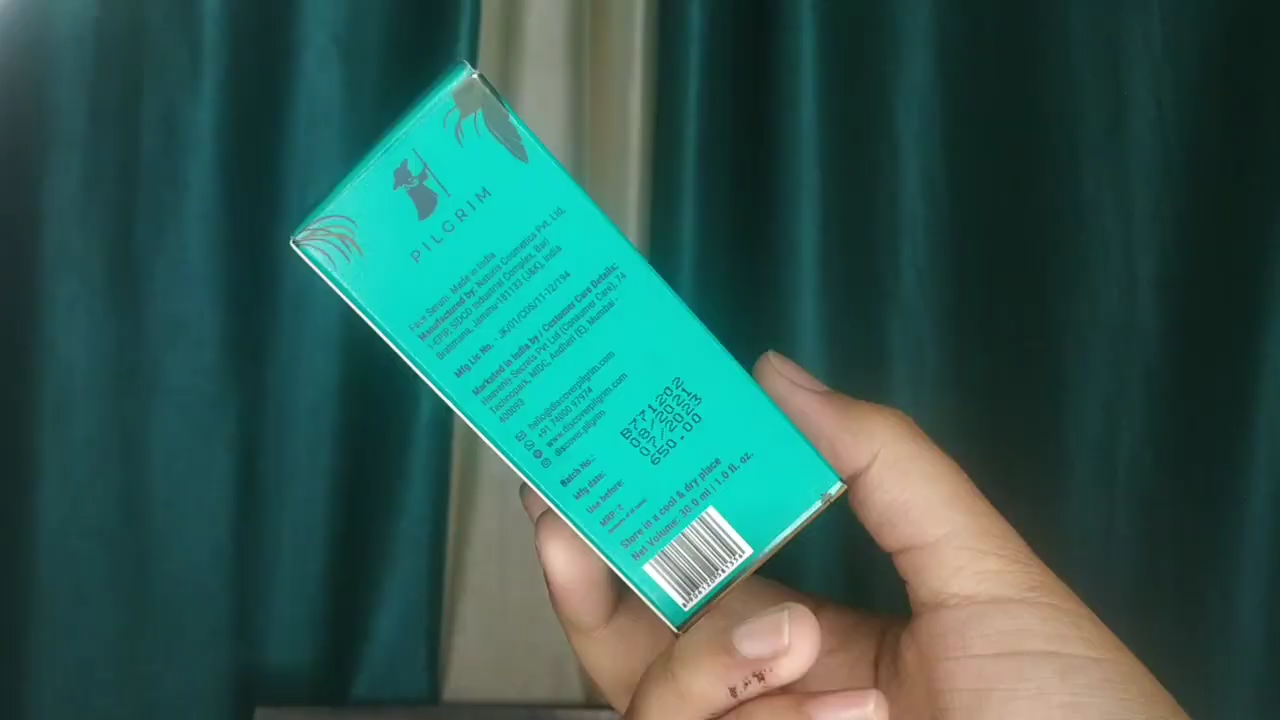 PILGRIM
Face Serum. Made in India
Manufactured by: Naturis Cosmetics Pvt. Ltd.
1-EPIP, SIDCO Industrial Complex, Bari
Brahmana, Jammu-181133 (J&K), India
Mfg Lic No. - JK/01/COS/11-12/194
Marketed in India by / Customer Care Details:
Heavenly Secrets Pvt Ltd (Consumer Care), 74
Technopark, MIDC, Andheri (E), Mumbai -
400093
hello@discoverpilgrim.com
+91 74000 97974
www.discoverpilgrim.com
discover.pilgrim
Batch No.: B771202
Mfg date: 08/2021
Use before: 07/2023
MRP: ₹ 650.00
Store in a cool & dry place
Net Volume: 30.0 ml | 1.0 fl. oz.